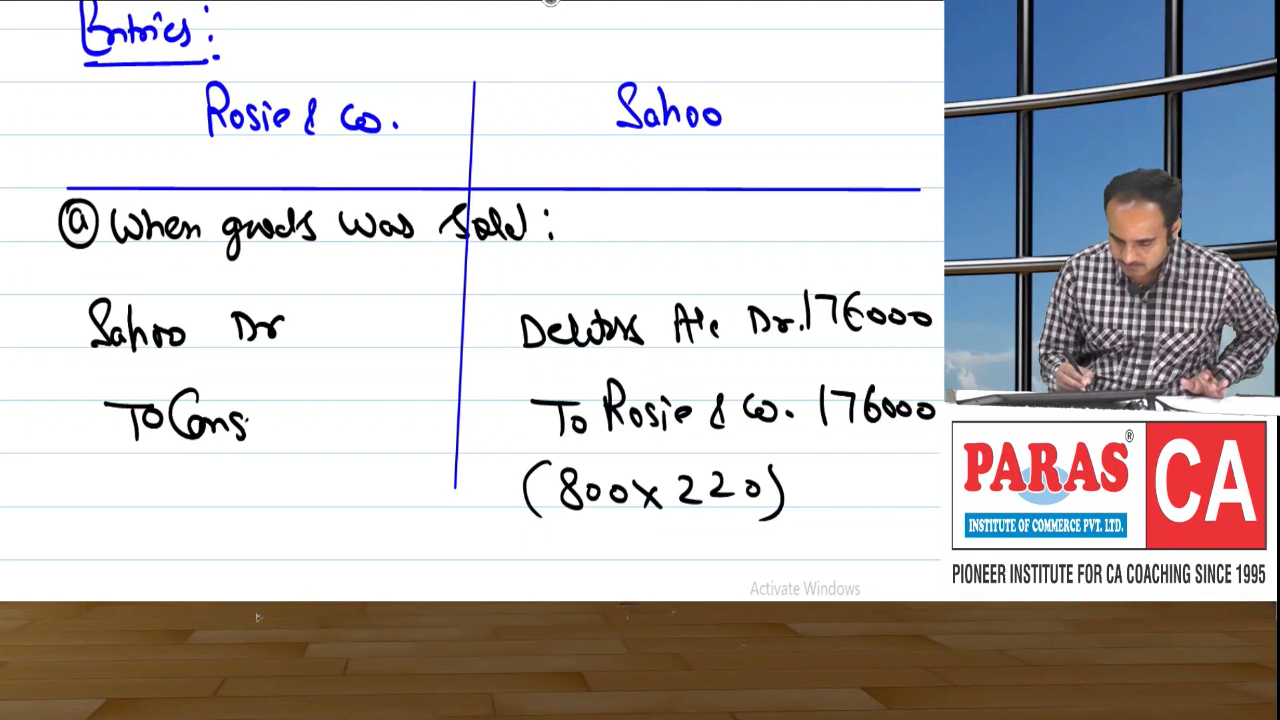 Entries:
Rosie & Co.
Sahoo
(a) When goods was sold:
Sahoo Dr
To Cons
Debtors A/c Dr. 176000
To Rosie & Co. 176000
(800x220)
PARAS®
INSTITUTE OF COMMERCE PVT. LTD.
CA
PIONEER INSTITUTE FOR CA COACHING SINCE 1995
Activate Windows